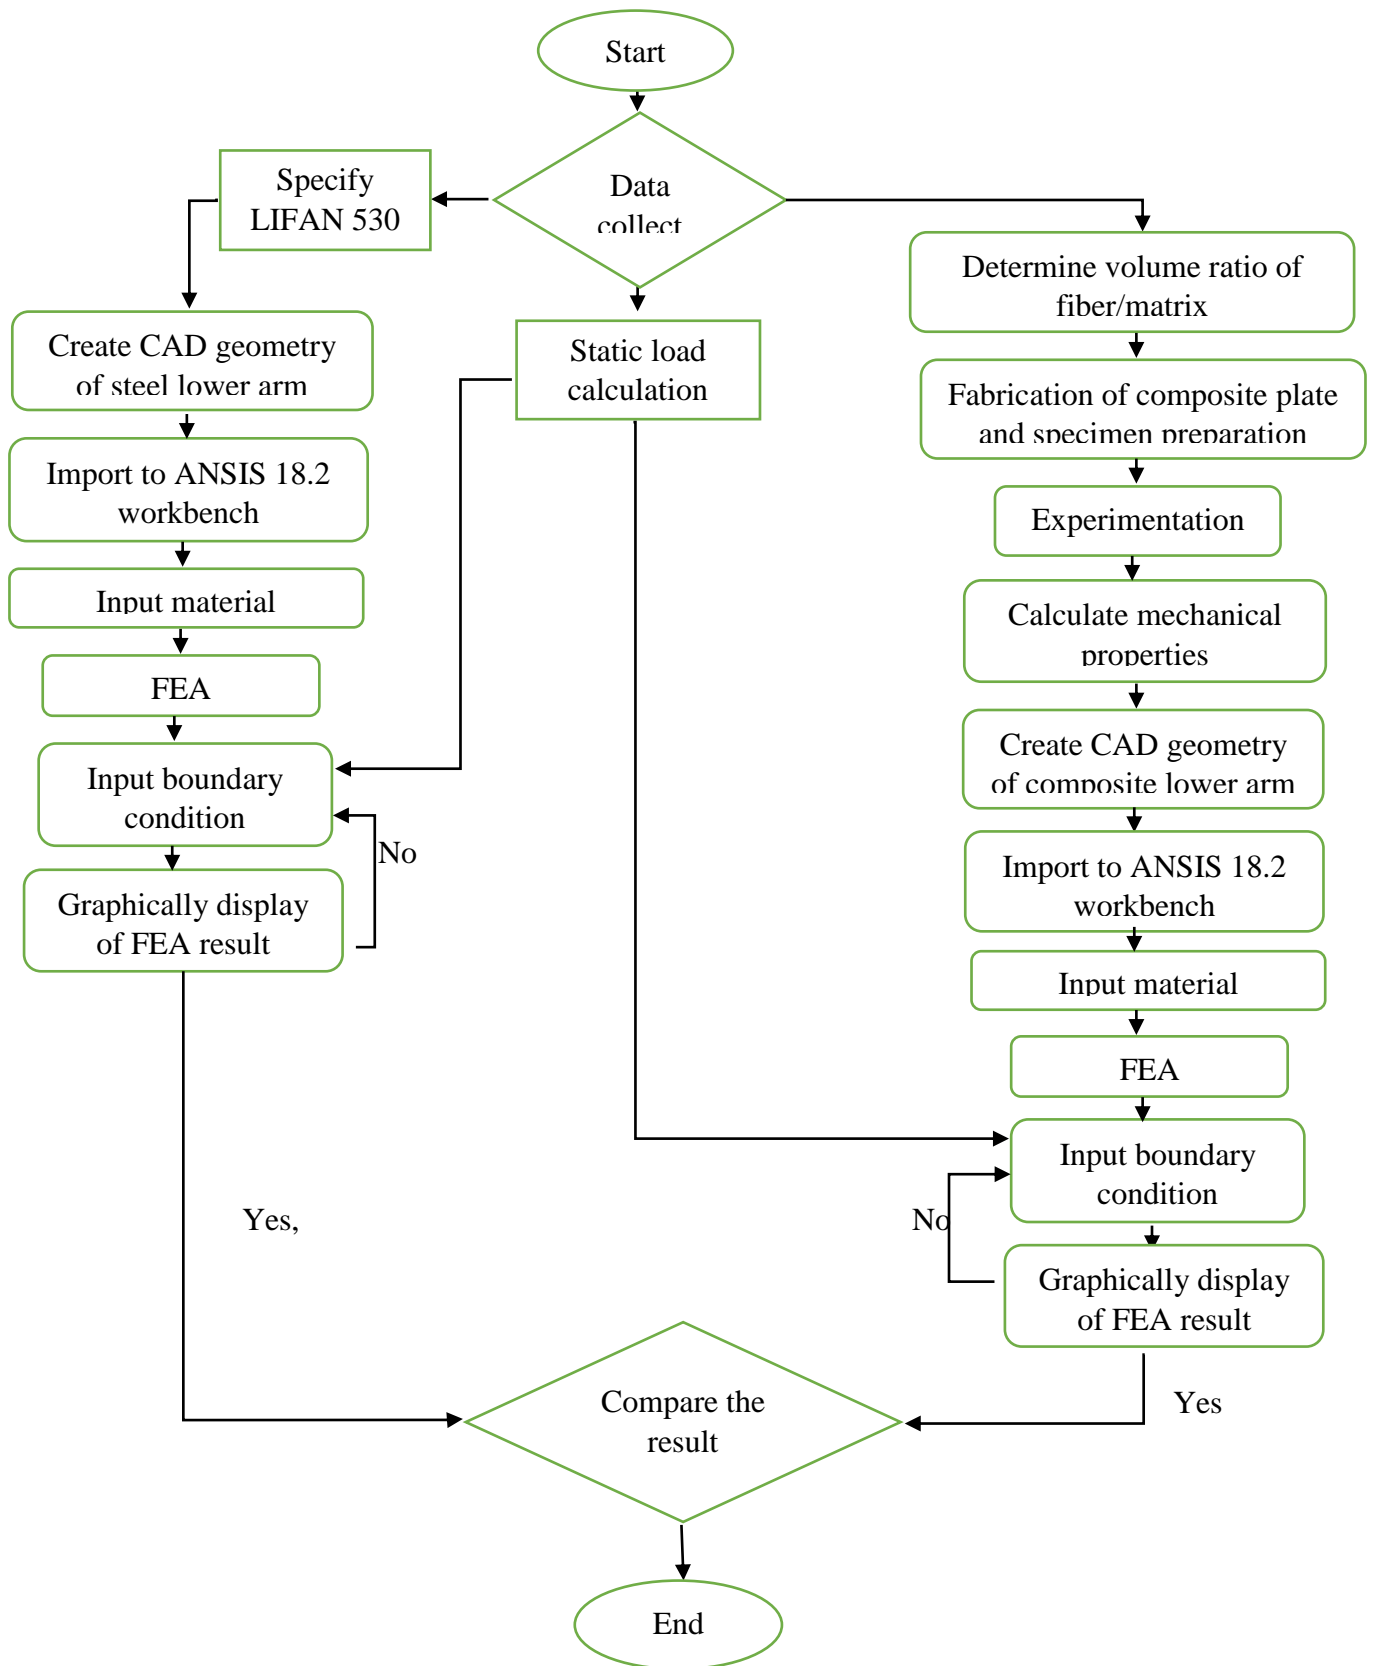 Start
Data
collect
Specify
LIFAN 530
Create CAD geometry
of steel lower arm
Import to ANSIS 18.2
workbench
Input material
FEA
Input boundary
condition
No
Graphically display
of FEA result
Yes,
Static load
calculation
Determine volume ratio of
fiber/matrix
Fabrication of composite plate
and specimen preparation
Experimentation
Calculate mechanical
properties
Create CAD geometry
of composite lower arm
Import to ANSIS 18.2
workbench
Input material
FEA
Input boundary
condition
No
Graphically display
of FEA result
Yes
Compare the
result
End